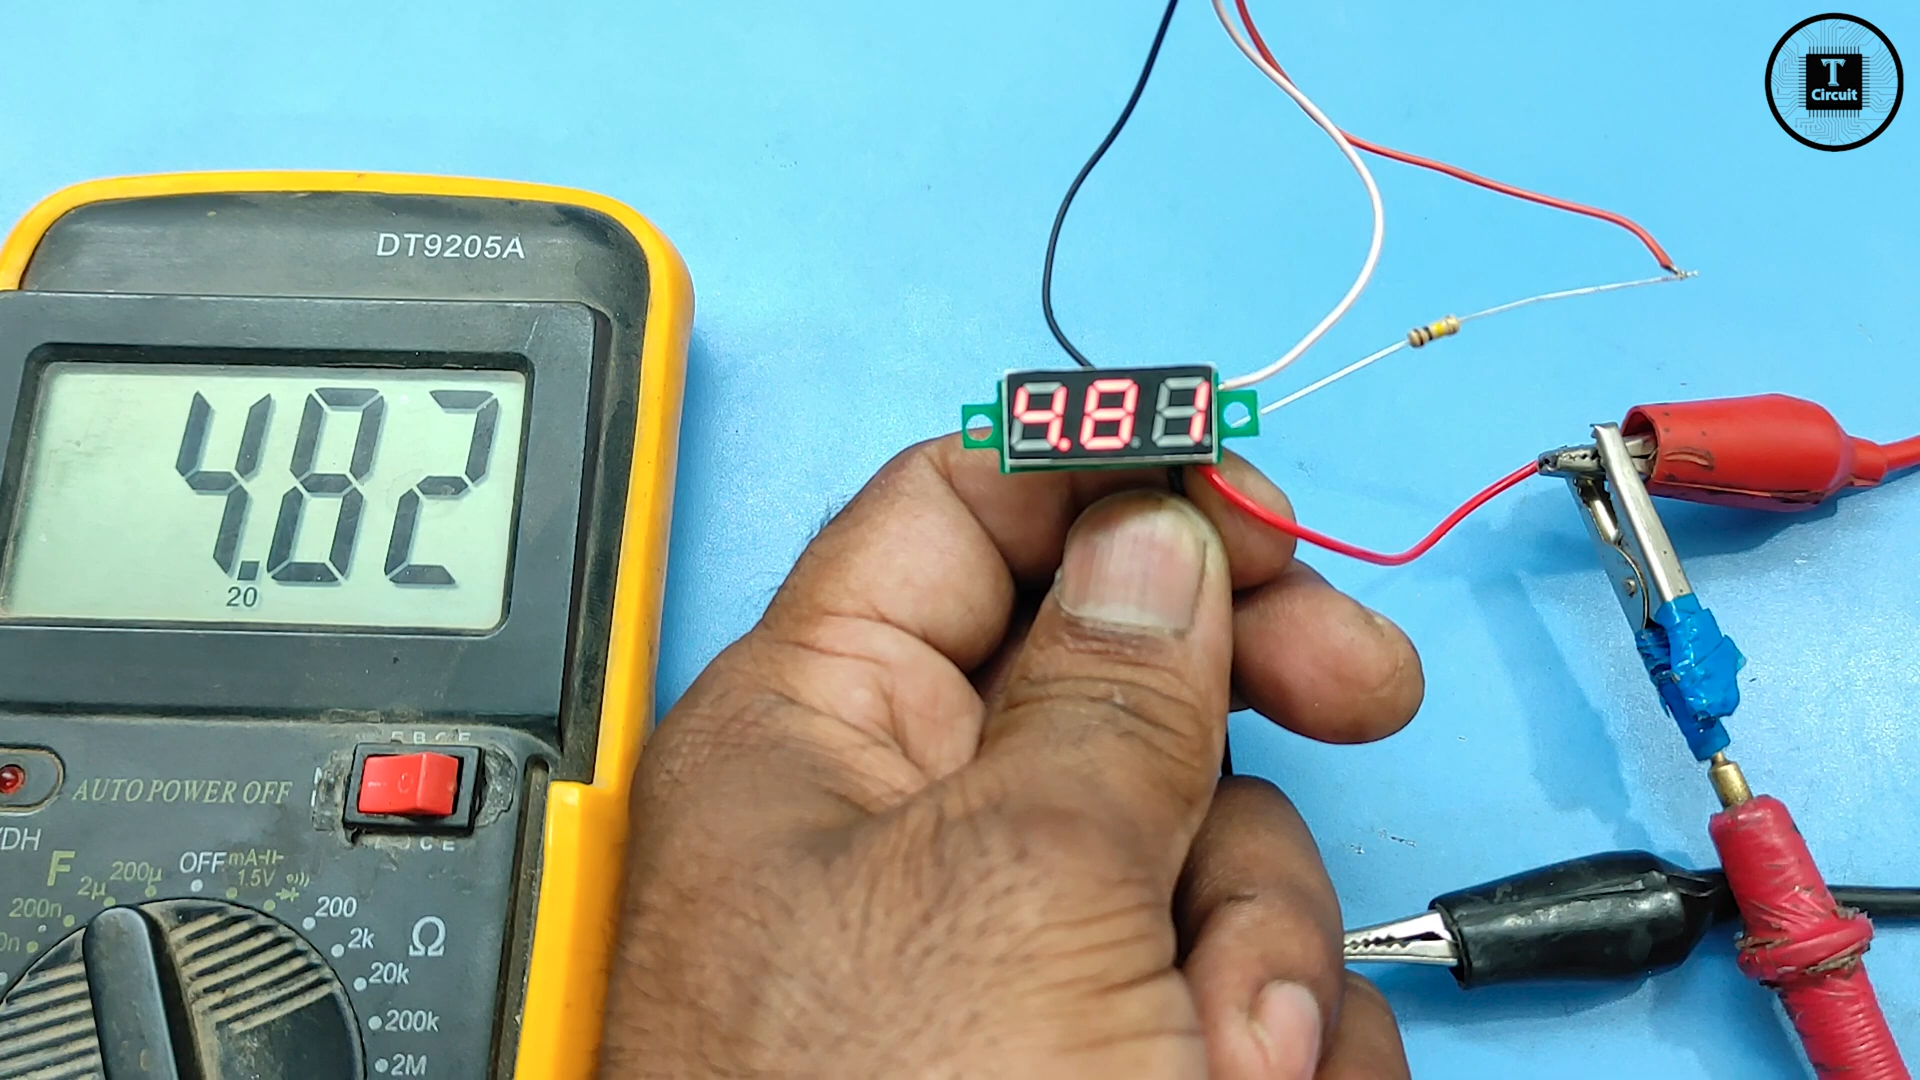 T
Circuit
DT9205A
4.82
20
4.81
E B C E
AUTO POWER OFF
C E
F
2μ
200μ
OFF
mA
1.5V
200n
200
2k
Ω
20k
200k
2M